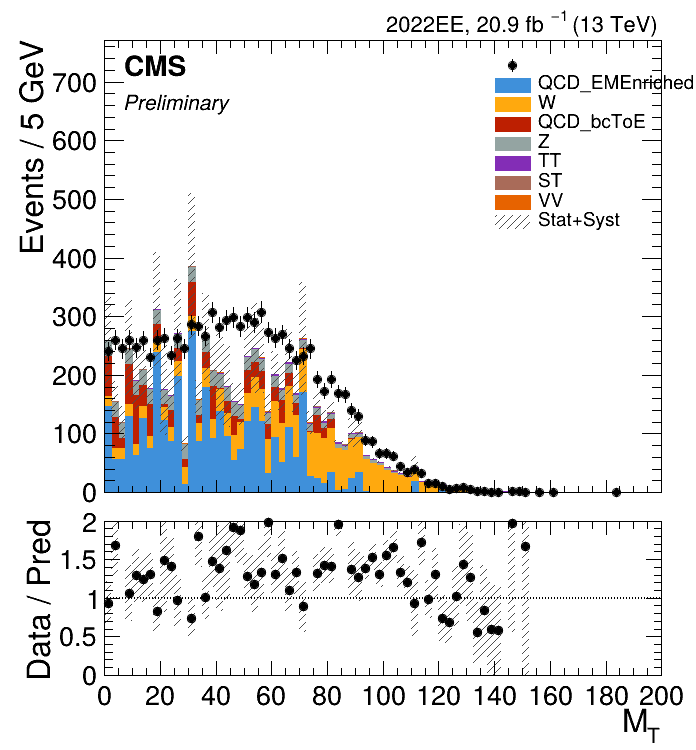 2022EE, 20.9 fb⁻¹ (13 TeV)
CMS
Preliminary
QCD_EMEnriched
W
QCD_bcToE
Z
TT
ST
VV
Stat+Syst
Events / 5 GeV
700
600
500
400
300
200
100
0
Data / Pred
2
1.5
1
0.5
0
0 20 40 60 80 100 120 140 160 180 200
M_T